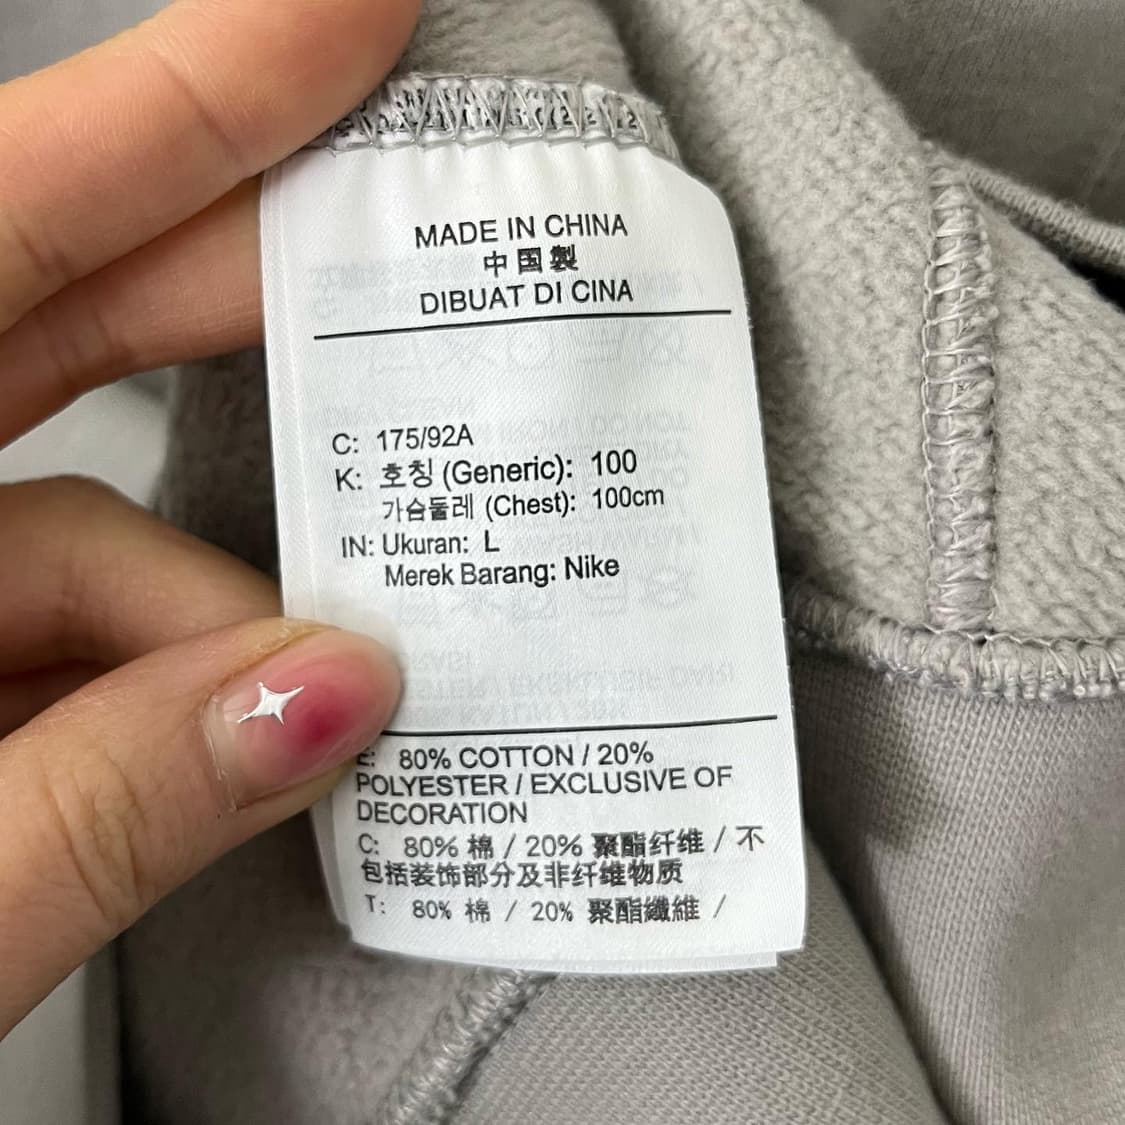 MADE IN CHINA
中国製
DIBUAT DI CINA
C: 175/92A
K: 호칭 (Generic): 100
가슴둘레 (Chest): 100cm
IN: Ukuran: L
Merek Barang: Nike
E: 80% COTTON / 20%
POLYESTER / EXCLUSIVE OF
DECORATION
C: 80% 棉 / 20% 聚酯纤维 / 不
包括装饰部分及非纤维物质
T: 80% 棉 / 20% 聚酯纖維 /